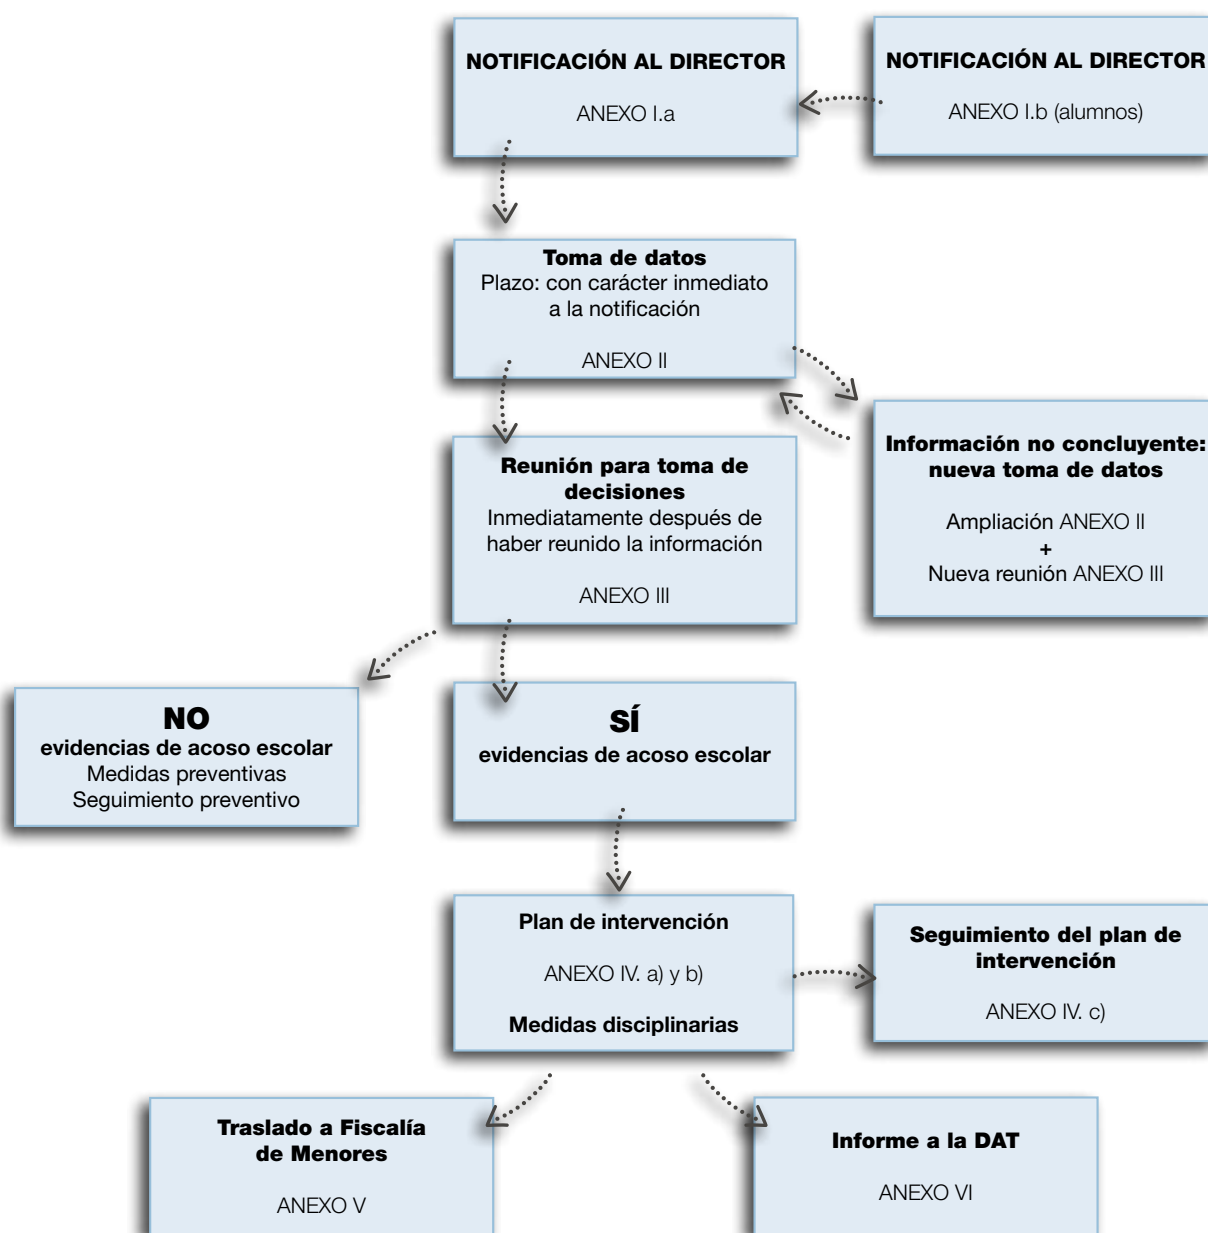 NOTIFICACIÓN AL DIRECTOR
ANEXO I.a
NOTIFICACIÓN AL DIRECTOR
ANEXO I.b (alumnos)
Toma de datos
Plazo: con carácter inmediato
a la notificación
ANEXO II
Información no concluyente:
nueva toma de datos
Ampliación ANEXO II
+
Nueva reunión ANEXO III
Reunión para toma de
decisiones
Inmediatamente después de
haber reunido la información
ANEXO III
NO
evidencias de acoso escolar
Medidas preventivas
Seguimiento preventivo
SÍ
evidencias de acoso escolar
Plan de intervención
ANEXO IV. a) y b)
Medidas disciplinarias
Seguimiento del plan de
intervención
ANEXO IV. c)
Traslado a Fiscalía
de Menores
ANEXO V
Informe a la DAT
ANEXO VI